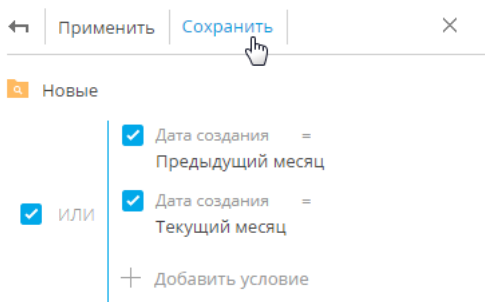 Применить Сохранить
Новые
Дата создания =
Предыдущий месяц
ИЛИ
Дата создания =
Текущий месяц
Добавить условие